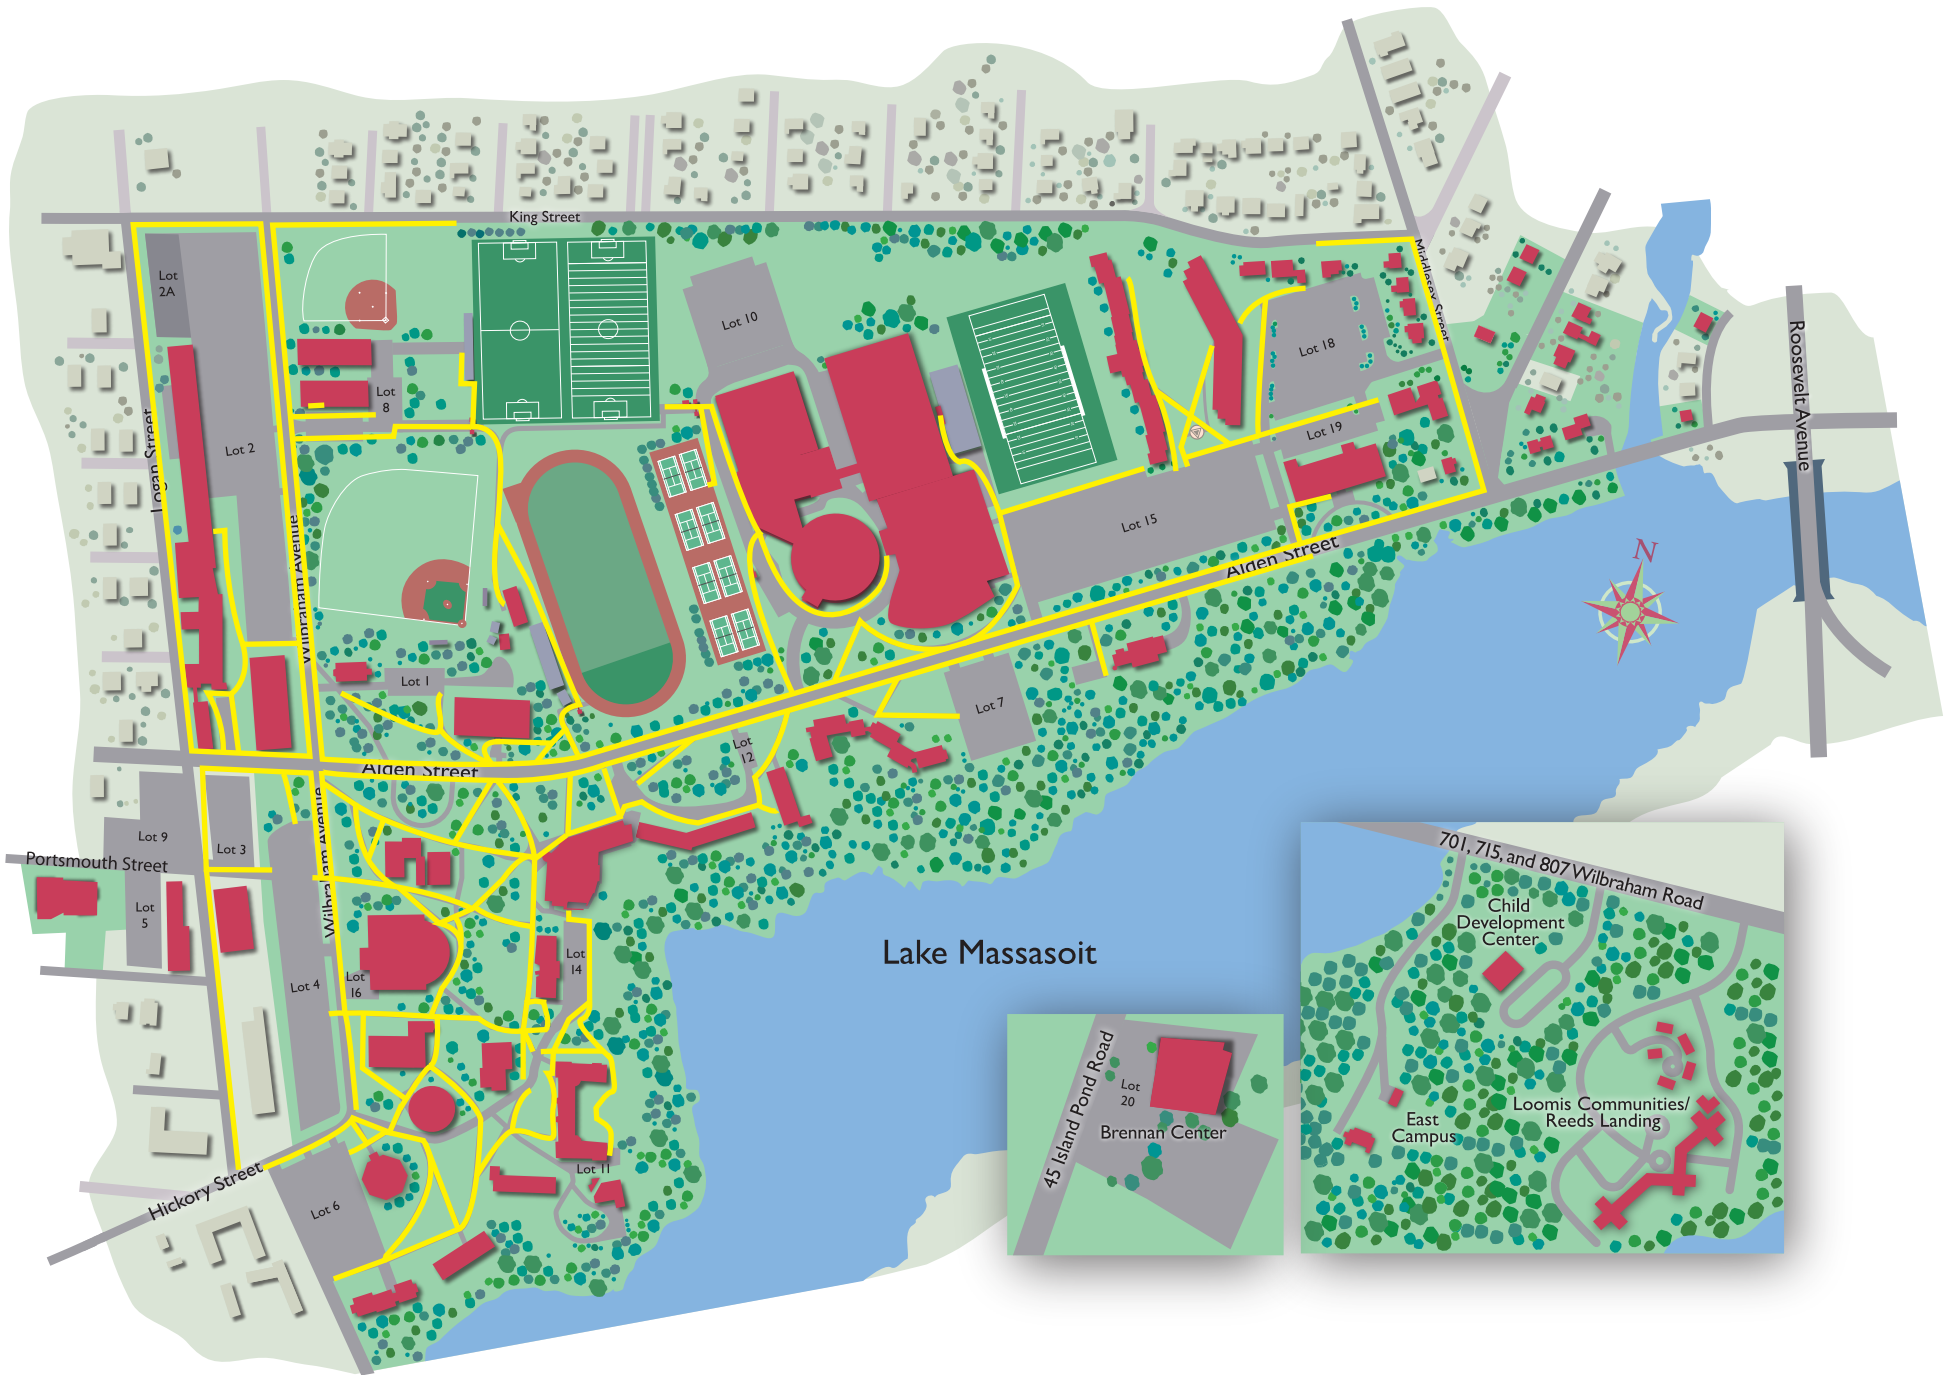 King Street
Lot
2A
Lot 10
Middlesex Street
Roosevelt Avenue
Lot 18
Lot
8
Logan Street
Lot 2
Lot 19
Lot 15
Wilbraham Avenue
Alden Street
N
Lot 1
Lot 7
Lot
12
Alden Street
Wilbraham Avenue
Lot 9
Lot 3
Portsmouth Street
Lot
5
Lot 4
Lot
16
Lot
14
Lake Massasoit
701, 715, and 807 Wilbraham Road
Child
Development
Center
45 Island Pond Road
Lot
20
Brennan Center
East
Campus
Loomis Communities/
Reeds Landing
Lot 11
Hickory Street
Lot 6